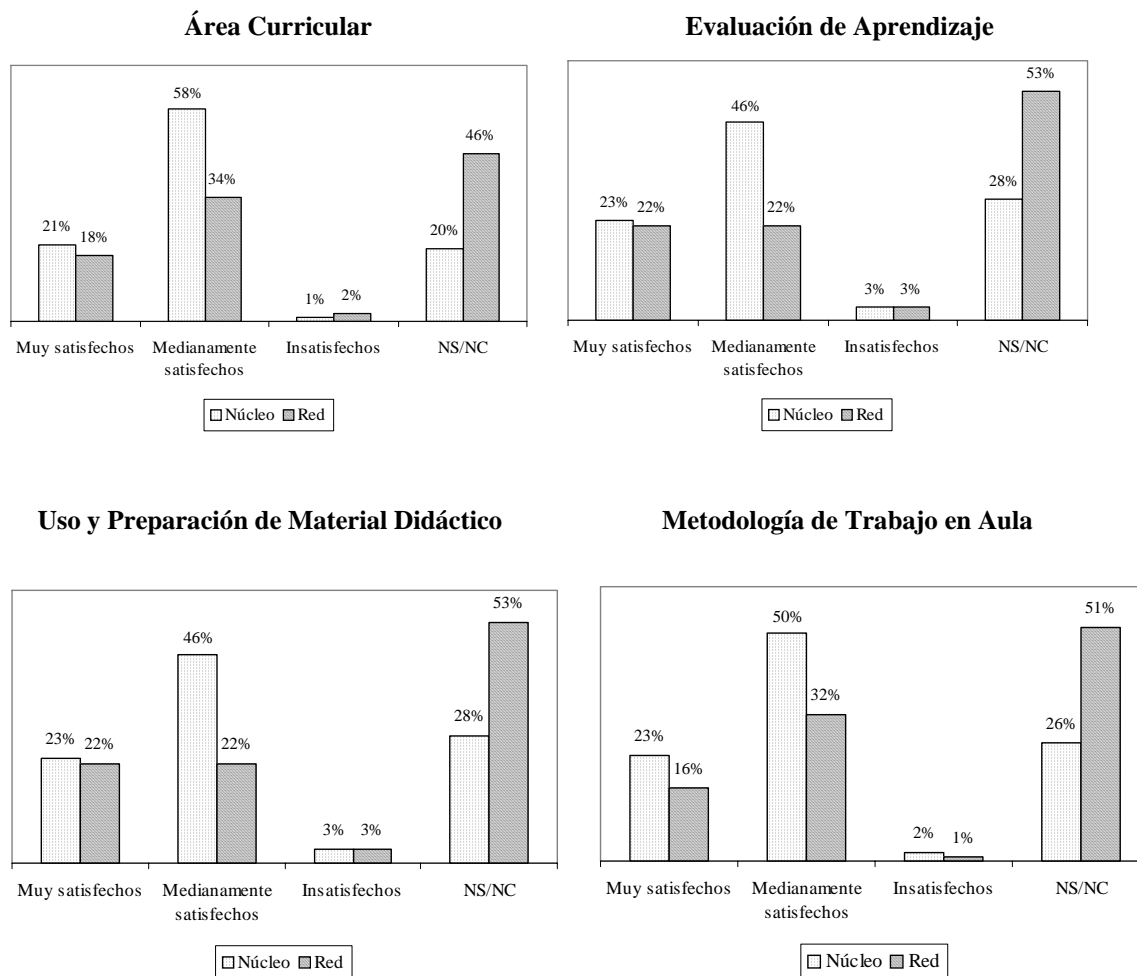 Área Curricular
58%
46%
34%
21%
18%
20%
1%
2%
Muy satisfechos
Medianamente
satisfechos
Insatisfechos
NS/NC
Núcleo
Red
Evaluación de Aprendizaje
53%
46%
28%
23%
22%
22%
3%
3%
Muy satisfechos
Medianamente
satisfechos
Insatisfechos
NS/NC
Núcleo
Red
Uso y Preparación de Material Didáctico
53%
46%
28%
23%
22%
22%
3%
3%
Muy satisfechos
Medianamente
satisfechos
Insatisfechos
NS/NC
Núcleo
Red
Metodología de Trabajo en Aula
50%
51%
32%
23%
26%
16%
2%
1%
Muy satisfechos
Medianamente
satisfechos
Insatisfechos
NS/NC
Núcleo
Red